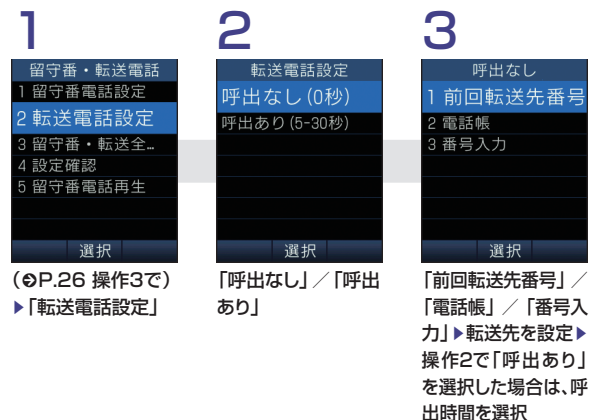 1
留守番・転送電話
1 留守番電話設定
2 転送電話設定
3 留守番・転送全…
4 設定確認
5 留守番電話再生
選択
(➲P.26 操作3で)
▶「転送電話設定」
2
転送電話設定
呼出なし(0秒)
呼出あり(5-30秒)
選択
「呼出なし」／「呼出
あり」
3
呼出なし
1 前回転送先番号
2 電話帳
3 番号入力
選択
「前回転送先番号」／
「電話帳」／「番号入
力」▶転送先を設定▶
操作2で「呼出あり」
を選択した場合は、呼
出時間を選択